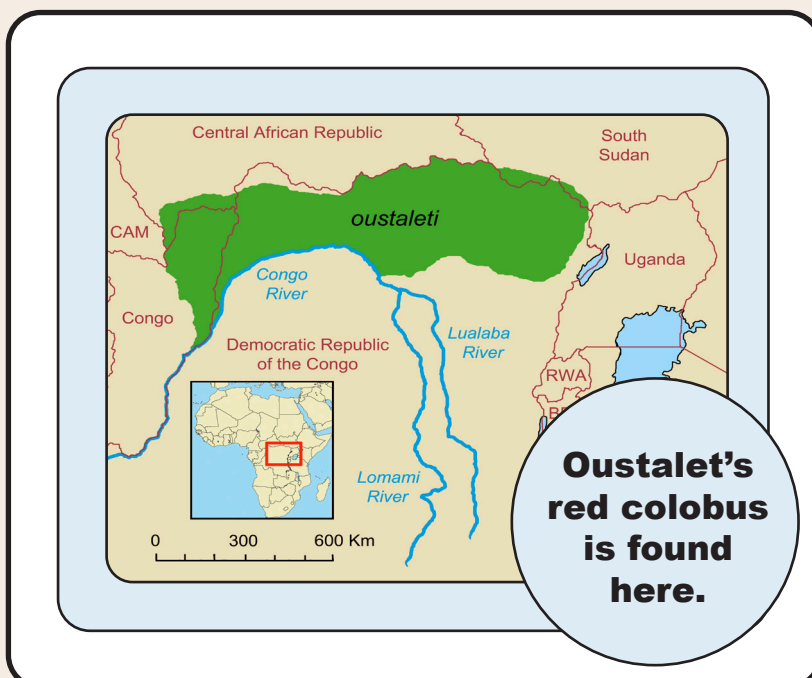 Central African Republic
South
Sudan
oustaleti
CAM
Uganda
Congo
River
Congo
Lualaba
River
Democratic Republic
of the Congo
RWA
Lomami
River
0 300 600 Km
Oustalet’s
red colobus
is found
here.